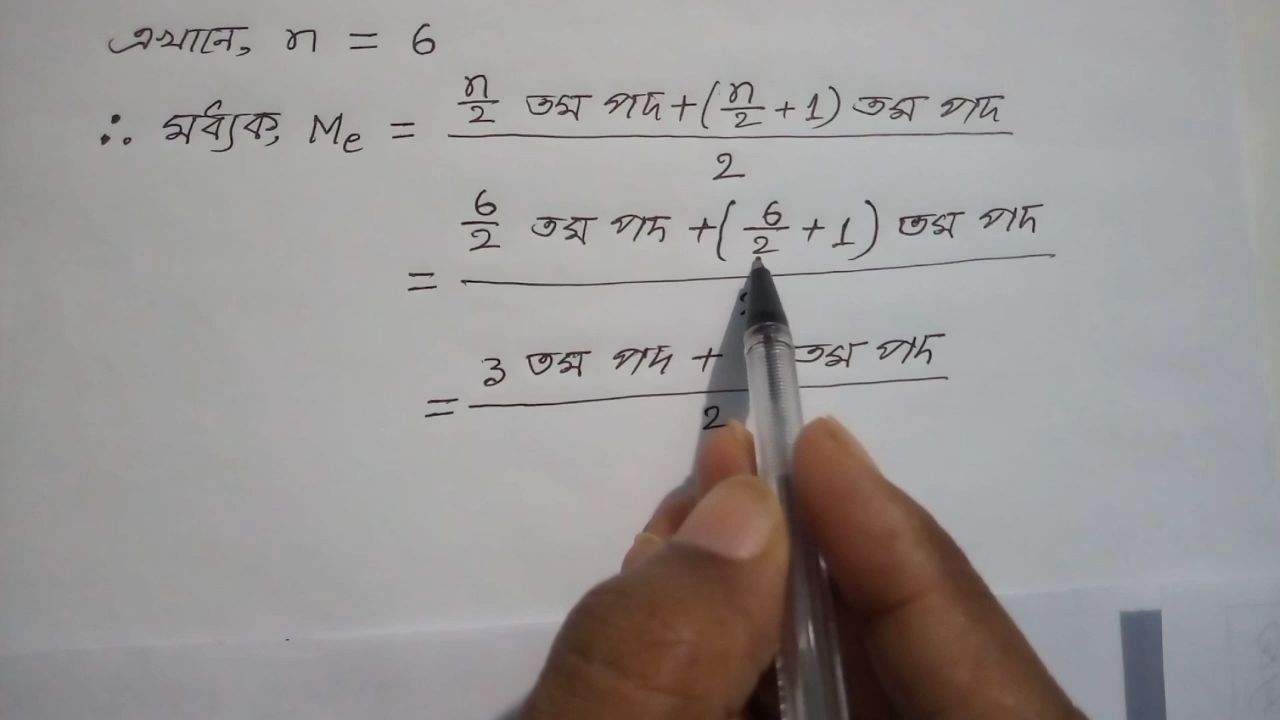 এখানে, n = 6
∴ মধ্যক, Me = n/2 তম পদ + (n/2 + 1) তম পদ / 2
= 6/2 তম পদ + (6/2 + 1) তম পদ
= 3 তম পদ + তম পদ / 2